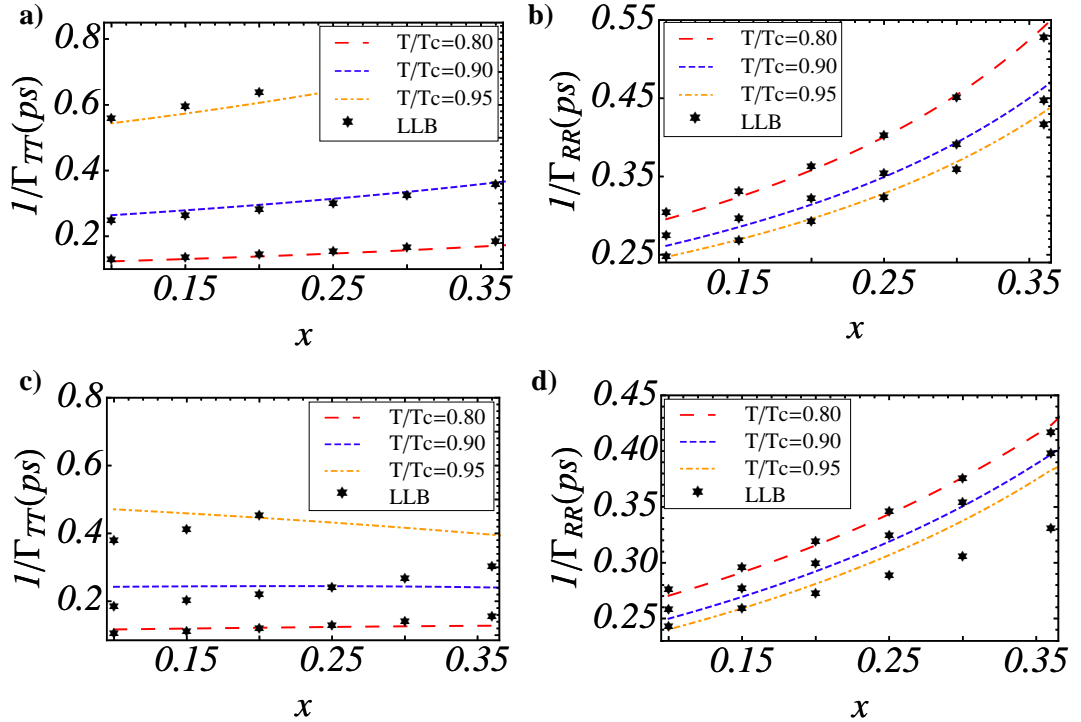 a)
0.8
0.6
0.4
0.2
1/Γ_TT(ps)
T/Tc=0.80
T/Tc=0.90
T/Tc=0.95
LLB
0.15
0.25
0.35
x
b)
0.55
0.45
0.35
0.25
1/Γ_RR(ps)
T/Tc=0.80
T/Tc=0.90
T/Tc=0.95
LLB
0.15
0.25
0.35
x
c)
0.8
0.6
0.4
0.2
1/Γ_TT(ps)
T/Tc=0.80
T/Tc=0.90
T/Tc=0.95
LLB
0.15
0.25
0.35
x
d)
0.45
0.40
0.35
0.30
0.25
1/Γ_RR(ps)
T/Tc=0.80
T/Tc=0.90
T/Tc=0.95
LLB
0.15
0.25
0.35
x